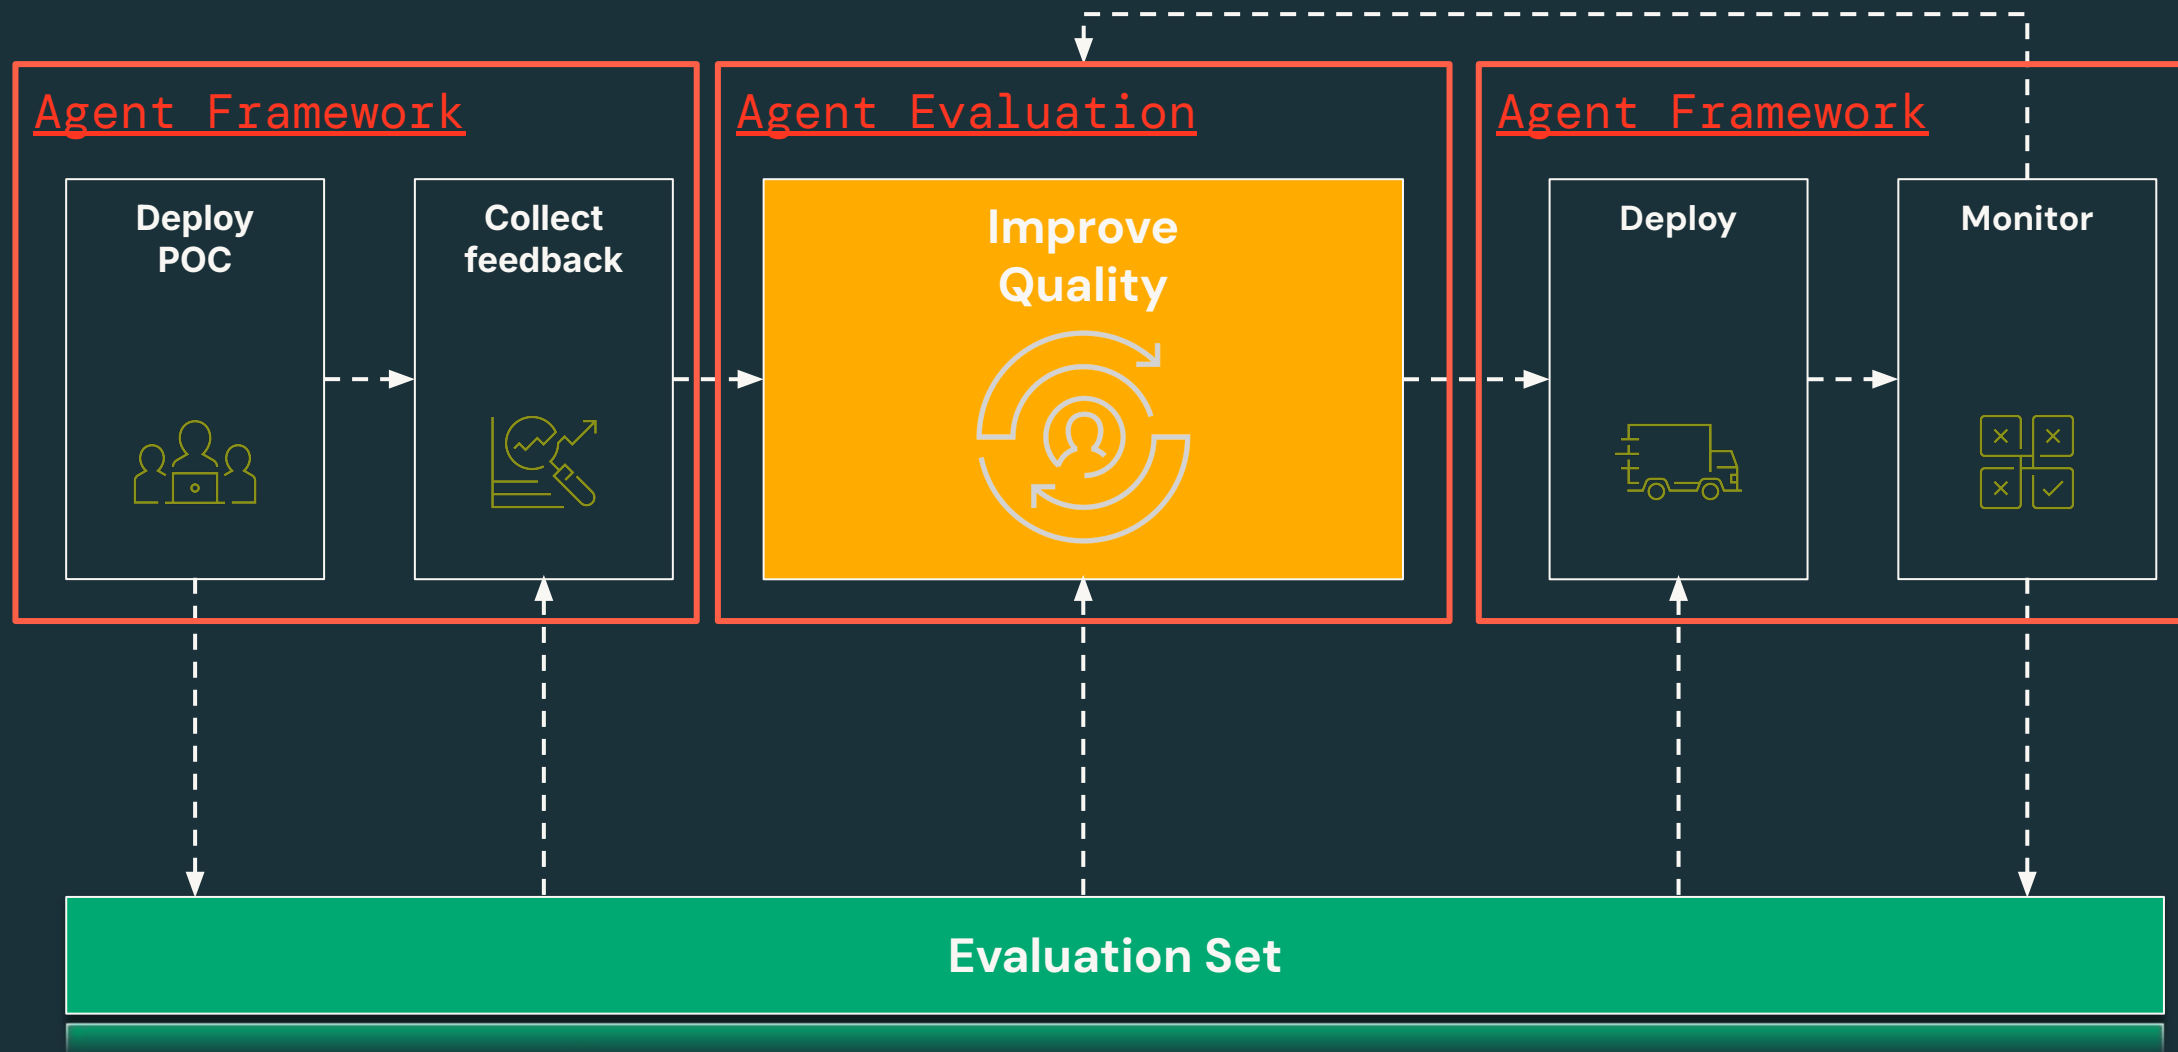 Agent Framework
Deploy
POC
Collect
feedback
Agent Evaluation
Improve
Quality
Agent Framework
Deploy
Monitor
Evaluation Set